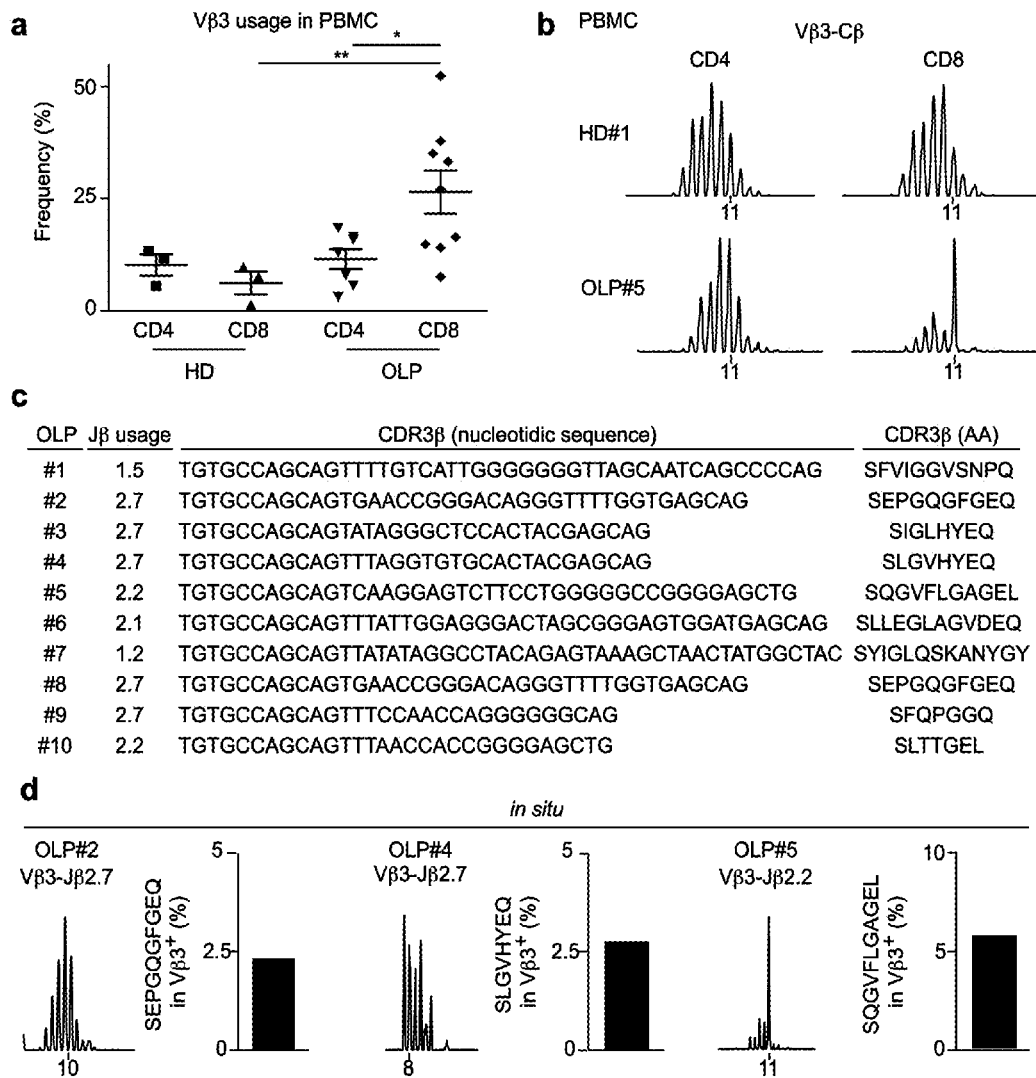 a
Vβ3 usage in PBMC
*
**
Frequency (%)
50
25
0
CD4 CD8 CD4 CD8
HD OLP
b
PBMC Vβ3-Cβ
CD4 CD8
HD#1
11 11
OLP#5
11 11
c
OLP Jβ usage CDR3β (nucleotidic sequence) CDR3β (AA)
#1 1.5 TGTGCCAGCAGTTTTGTCATTGGGGGGGTTAGCAATCAGCCCCAG SFVIGGVSNPQ
#2 2.7 TGTGCCAGCAGTGAACCGGGACAGGGTTTTGGTGAGCAG SEPGQGFGEQ
#3 2.7 TGTGCCAGCAGTATAGGGCTCCACTACGAGCAG SIGLHYEQ
#4 2.7 TGTGCCAGCAGTTTAGGTGTGCACTACGAGCAG SLGVHYEQ
#5 2.2 TGTGCCAGCAGTCAAGGAGTCTTCCTGGGGGCCGGGGAGCTG SQGVFLGAGEL
#6 2.1 TGTGCCAGCAGTTTATTGGAGGGACTAGCGGGAGTGGATGAGCAG SLLEGLAGVDEQ
#7 1.2 TGTGCCAGCAGTTATATAGGCCTACAGAGTAAAGCTAACTATGGCTAC SYIGLQSKANYGY
#8 2.7 TGTGCCAGCAGTGAACCGGGACAGGGTTTTGGTGAGCAG SEPGQGFGEQ
#9 2.7 TGTGCCAGCAGTTTCCAACCAGGGGGGCAG SFQPGGQ
#10 2.2 TGTGCCAGCAGTTTAACCACCGGGGAGCTG SLTTGEL
d
in situ
OLP#2
Vβ3-Jβ2.7
10
SEPGQGFGEQ
in Vβ3⁺ (%)
5
2.5
0
OLP#4
Vβ3-Jβ2.7
8
SLGVHYEQ
in Vβ3⁺ (%)
5
2.5
0
OLP#5
Vβ3-Jβ2.2
11
SQGVFLGAGEL
in Vβ3⁺ (%)
10
5
0